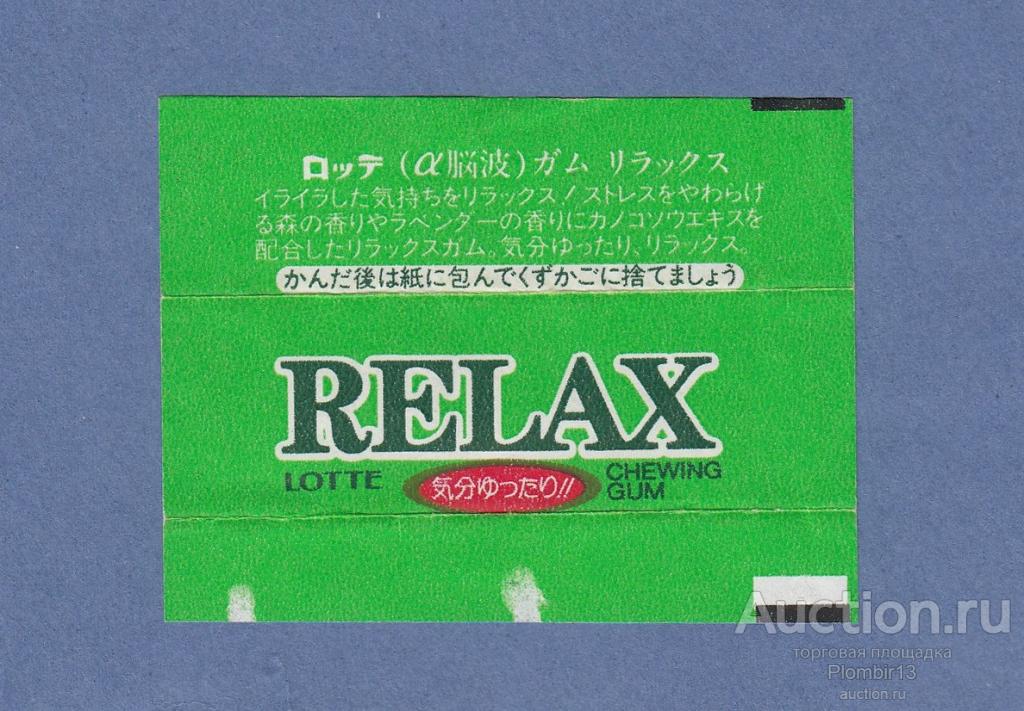 ロッテ (α脳波) ガム リラックス
イライラした気持ちをリラックス！ストレスをやわらげ
る森の香りやラベンダーの香りにカノコソウエキスを
配合したリラックスガム。気分ゆったり、リラックス。
かんだ後は紙に包んでくずかごに捨てましょう
RELAX
LOTTE
気分ゆったり!!
CHEWING
GUM
Auction.ru
торговая площадка
Plombir13
auction.ru